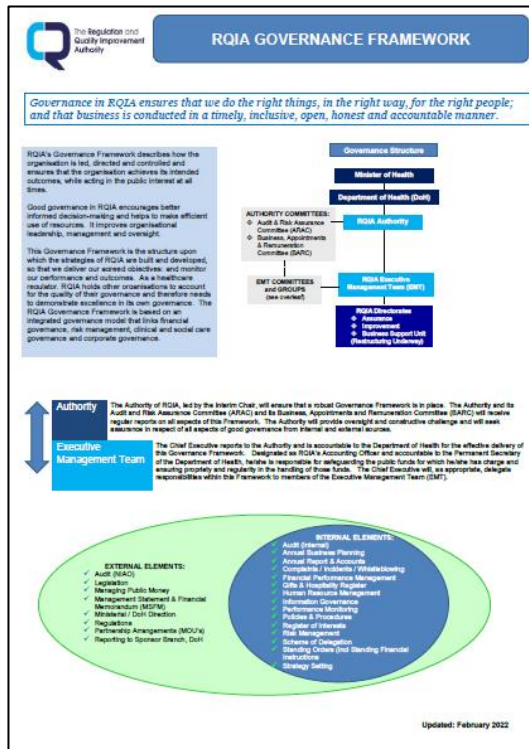 The Regulation and
Quality Improvement
Authority
RQIA GOVERNANCE FRAMEWORK
Governance in RQIA ensures that we do the right things, in the right way, for the right people;
and that business is conducted in a timely, inclusive, open, honest and accountable manner.
RQIA's Governance Framework describes how the
organisation is led, directed and controlled and
ensures that the organisation achieves its intended
outcomes, while acting in the public interest at all
times.
Good governance in RQIA encourages better
informed decision-making and helps to make efficient
use of resources. It improves organisational
leadership, management and oversight.
This Governance Framework is the structure upon
which the strategies of RQIA are built and developed,
so that we deliver our agreed objectives: and monitor
our performance and outcomes. As a healthcare
regulator, RQIA holds other organisations to account
for the quality of their governance and therefore needs
to demonstrate excellence in its own governance. The
RQIA Governance Framework is based on an
integrated governance model that links financial
governance, risk management, clinical and social care
governance and corporate governance.
Governance Structure
Minister of Health
Department of Health (DoH)
AUTHORITY COMMITTEES:
Audit & Risk Assurance
Committee (ARAC)
Business, Appointments
& Remuneration
Committee (BARC)
RQIA Authority
EMT COMMITTEES
and GROUPS
(see overleaf)
RQIA Executive
Management Team (EMT)
RQIA Directorates
Assurance
Improvement
Business Support Unit
(Restructuring Underway)
Authority
The Authority of RQIA, led by the Interim Chair, will ensure that a robust Governance Framework is in place. The Authority and its
Audit and Risk Assurance Committee (ARAC) and its Business, Appointments and Remuneration Committee (BARC) will receive
regular reports on all aspects of this Framework. The Authority will provide oversight and constructive challenge and will seek
assurance in respect of all aspects of good governance from internal and external sources.
Executive
Management Team
The Chief Executive reports to the Authority and is accountable to the Department of Health for the effective delivery of
this Governance Framework. Designated as RQIA's Accounting Officer and accountable to the Permanent Secretary
of the Department of Health, he/she is responsible for safeguarding the public funds for which he/she has charge and
ensuring propriety and regularity in the handling of those funds. The Chief Executive will, as appropriate, delegate
responsibilities within this Framework to members of the Executive Management Team (EMT).
EXTERNAL ELEMENTS:
✓ Audit (NIAO)
✓ Legislation
✓ Managing Public Money
✓ Management Statement & Financial
Memorandum (MSFM)
✓ Ministerial / DoH Direction
✓ Regulations
✓ Partnership Arrangements (MOU's)
✓ Reporting to Sponsor Branch, DoH
INTERNAL ELEMENTS:
✓ Audit (Internal)
✓ Annual Business Planning
✓ Annual Report & Accounts
✓ Complaints / Incidents / Whistleblowing
✓ Financial Performance Management
✓ Gifts & Hospitality Register
✓ Human Resource Management
✓ Information Governance
✓ Performance Monitoring
✓ Policies & Procedures
✓ Register of Interests
✓ Risk Management
✓ Scheme of Delegation
✓ Standing Orders (incl Standing Financial
Instructions
✓ Strategy Setting
Updated: February 2022